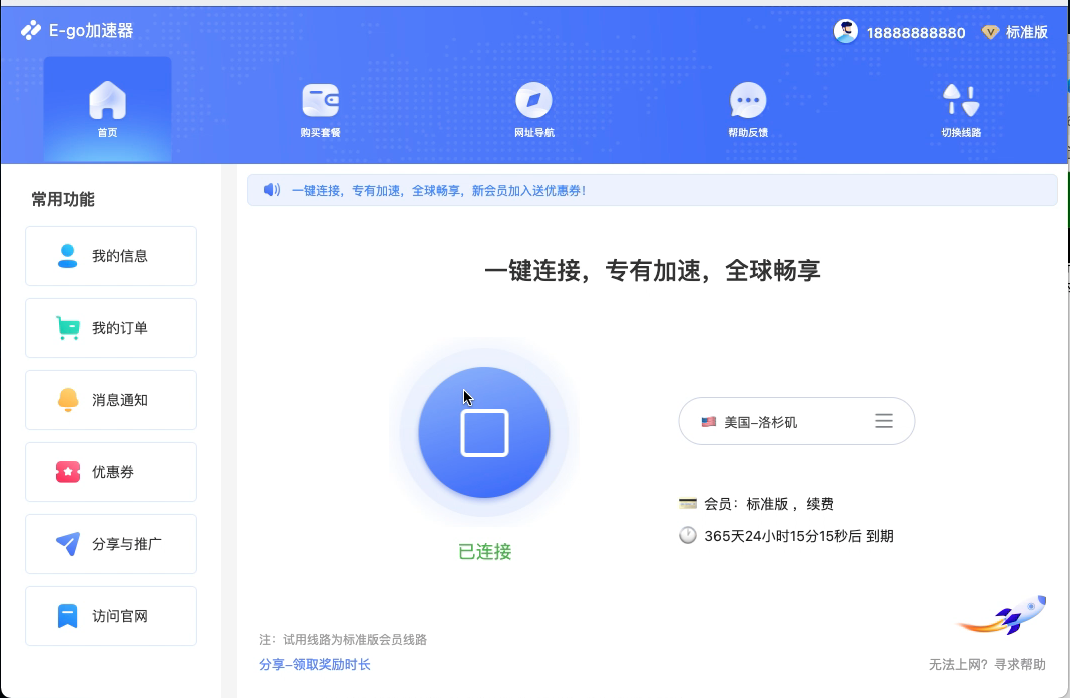 E-go加速器
18888888880
标准版
首页
购买套餐
网址导航
帮助反馈
切换线路
常用功能
我的信息
我的订单
消息通知
优惠券
分享与推广
访问官网
一键连接，专有加速，全球畅享，新会员加入送优惠券！
一键连接，专有加速，全球畅享
已连接
美国-洛杉矶
会员：标准版 ，续费
365天24小时15分15秒后 到期
注：试用线路为标准版会员线路
分享-领取奖励时长
无法上网？寻求帮助